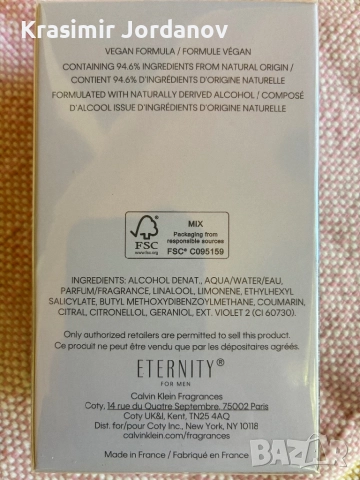 Krasimir Jordanov
VEGAN FORMULA / FORMULE VÉGAN
CONTAINING 94.6% INGREDIENTS FROM NATURAL ORIGIN /
CONTIENT 94.6% D'INGRÉDIENTS D'ORIGINE NATURELLE
FORMULATED WITH NATURALLY DERIVED ALCOHOL / COMPOSÉ
D'ALCOOL ISSUE D'INGRÉDIENTS D'ORIGINE NATURELLE
FSC
www.fsc.org
MIX
Packaging from
responsible sources
FSC® C095159
INGREDIENTS: ALCOHOL DENAT., AQUA/WATER/EAU,
PARFUM/FRAGRANCE, LINALOOL, LIMONENE, ETHYLHEXYL
SALICYLATE, BUTYL METHOXYDIBENZOYLMETHANE, COUMARIN,
CITRAL, CITRONELLOL, GERANIOL, EXT. VIOLET 2 (CI 60730).
Only authorized retailers are permitted to sell this product.
Ce produit ne peut être vendu que par les dépositaires agréés.
ETERNITY®
FOR MEN
Calvin Klein Fragrances
Coty, 14 rue du Quatre Septembre, 75002 Paris
Coty UK&I, Kent, TN25 4AQ
Dist. for/pour Coty Inc., New York, NY 10118
calvinklein.com/fragrances
Made in France / Fabriqué en France
BAZAR